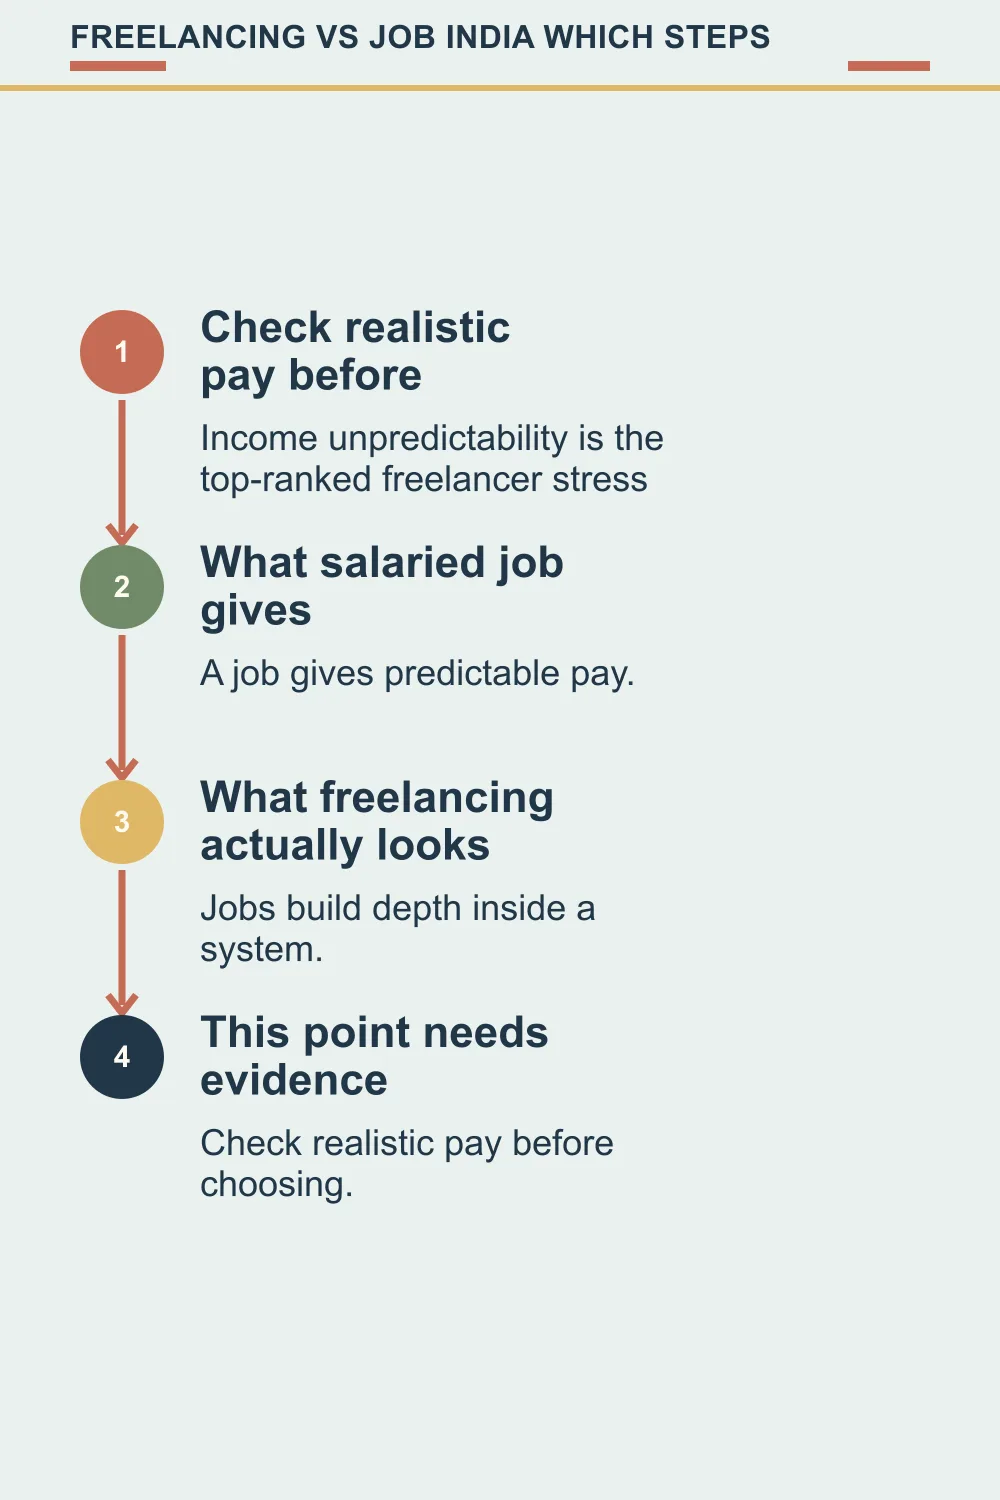 FREELANCING VS JOB INDIA WHICH STEPS
1
Check realistic
pay before
Income unpredictability is the
top-ranked freelancer stress
2
What salaried job
gives
A job gives predictable pay.
3
What freelancing
actually looks
Jobs build depth inside a
system.
4
This point needs
evidence
Check realistic pay before
choosing.